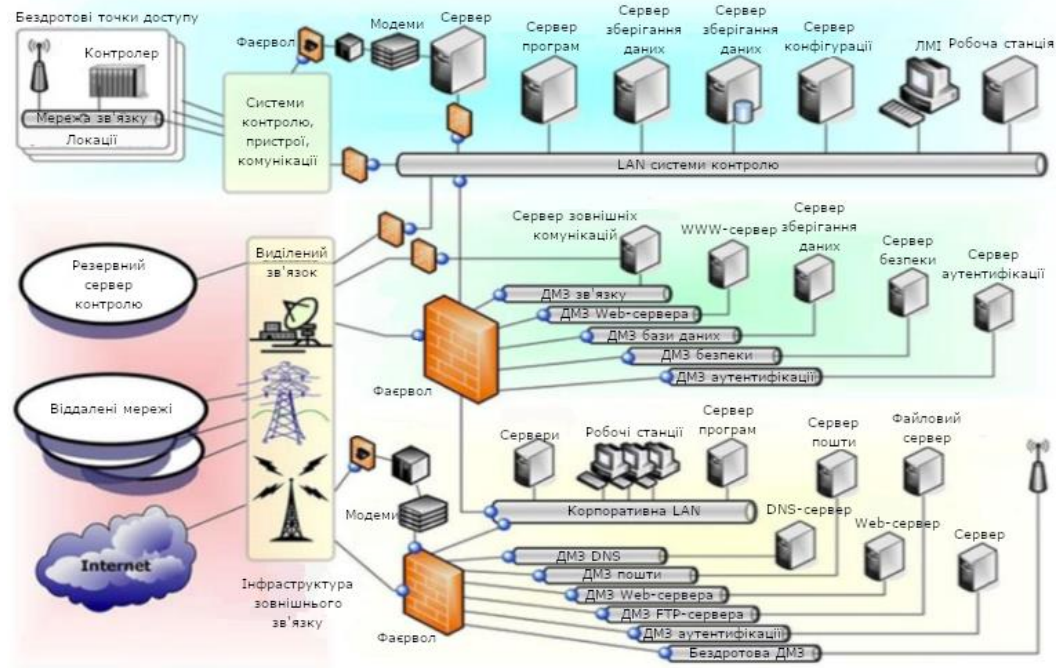 Бездротові точки доступу
Контролер
Мережа зв'язку
Локації
Фаєрвол
Модеми
Сервер
Сервер
програм
Сервер
зберігання
даних
Сервер
зберігання
даних
Сервер
конфігурації
ЛМІ
Робоча станція
Системи
контролю,
пристрої,
комунікації
LAN системи контролю
Резервний
сервер
контролю
Виділений
зв'язок
Сервер зовнішніх
комунікацій
WWW-сервер
Сервер
зберігання
даних
Сервер
безпеки
Сервер
аутентифікації
ДМЗ зв'язку
ДМЗ Web-сервера
ДМЗ бази даних
ДМЗ безпеки
ДМЗ аутентифікації
Фаєрвол
Віддалені мережі
Internet
Інфраструктура
зовнішнього
зв'язку
Модеми
Сервери
Робочі станції
Сервер
програм
Сервер
пошти
Файловий
сервер
Корпоративна LAN
DNS-сервер
Web-сервер
Сервер
ДМЗ DNS
ДМЗ пошти
ДМЗ Web-сервера
ДМЗ FTP-сервера
ДМЗ аутентифікації
Бездротова ДМЗ
Фаєрвол